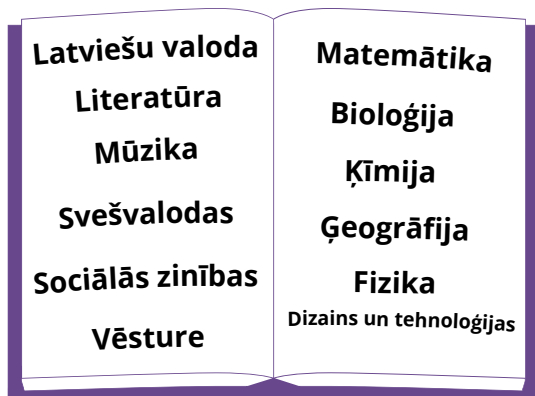 Latviešu valoda
Literatūra
Mūzika
Svešvalodas
Sociālās zinības
Vēsture
Matemātika
Bioloģija
Ķīmija
Ģeogrāfija
Fizika
Dizains un tehnoloģijas